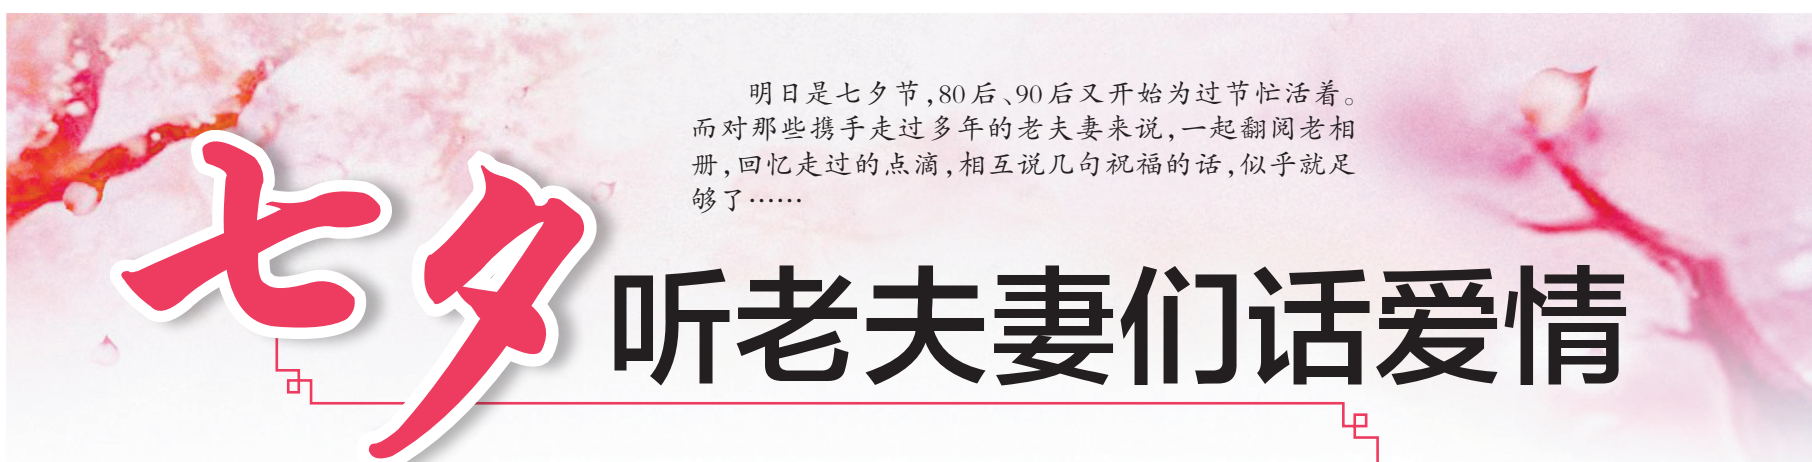 明日是七夕节,80后、90后又开始为过节忙活着。
而对那些携手走过多年的老夫妻来说,一起翻阅老相
册,回忆走过的点滴,相互说几句祝福的话,似乎就足
够了……
七夕
听老夫妻们话爱情